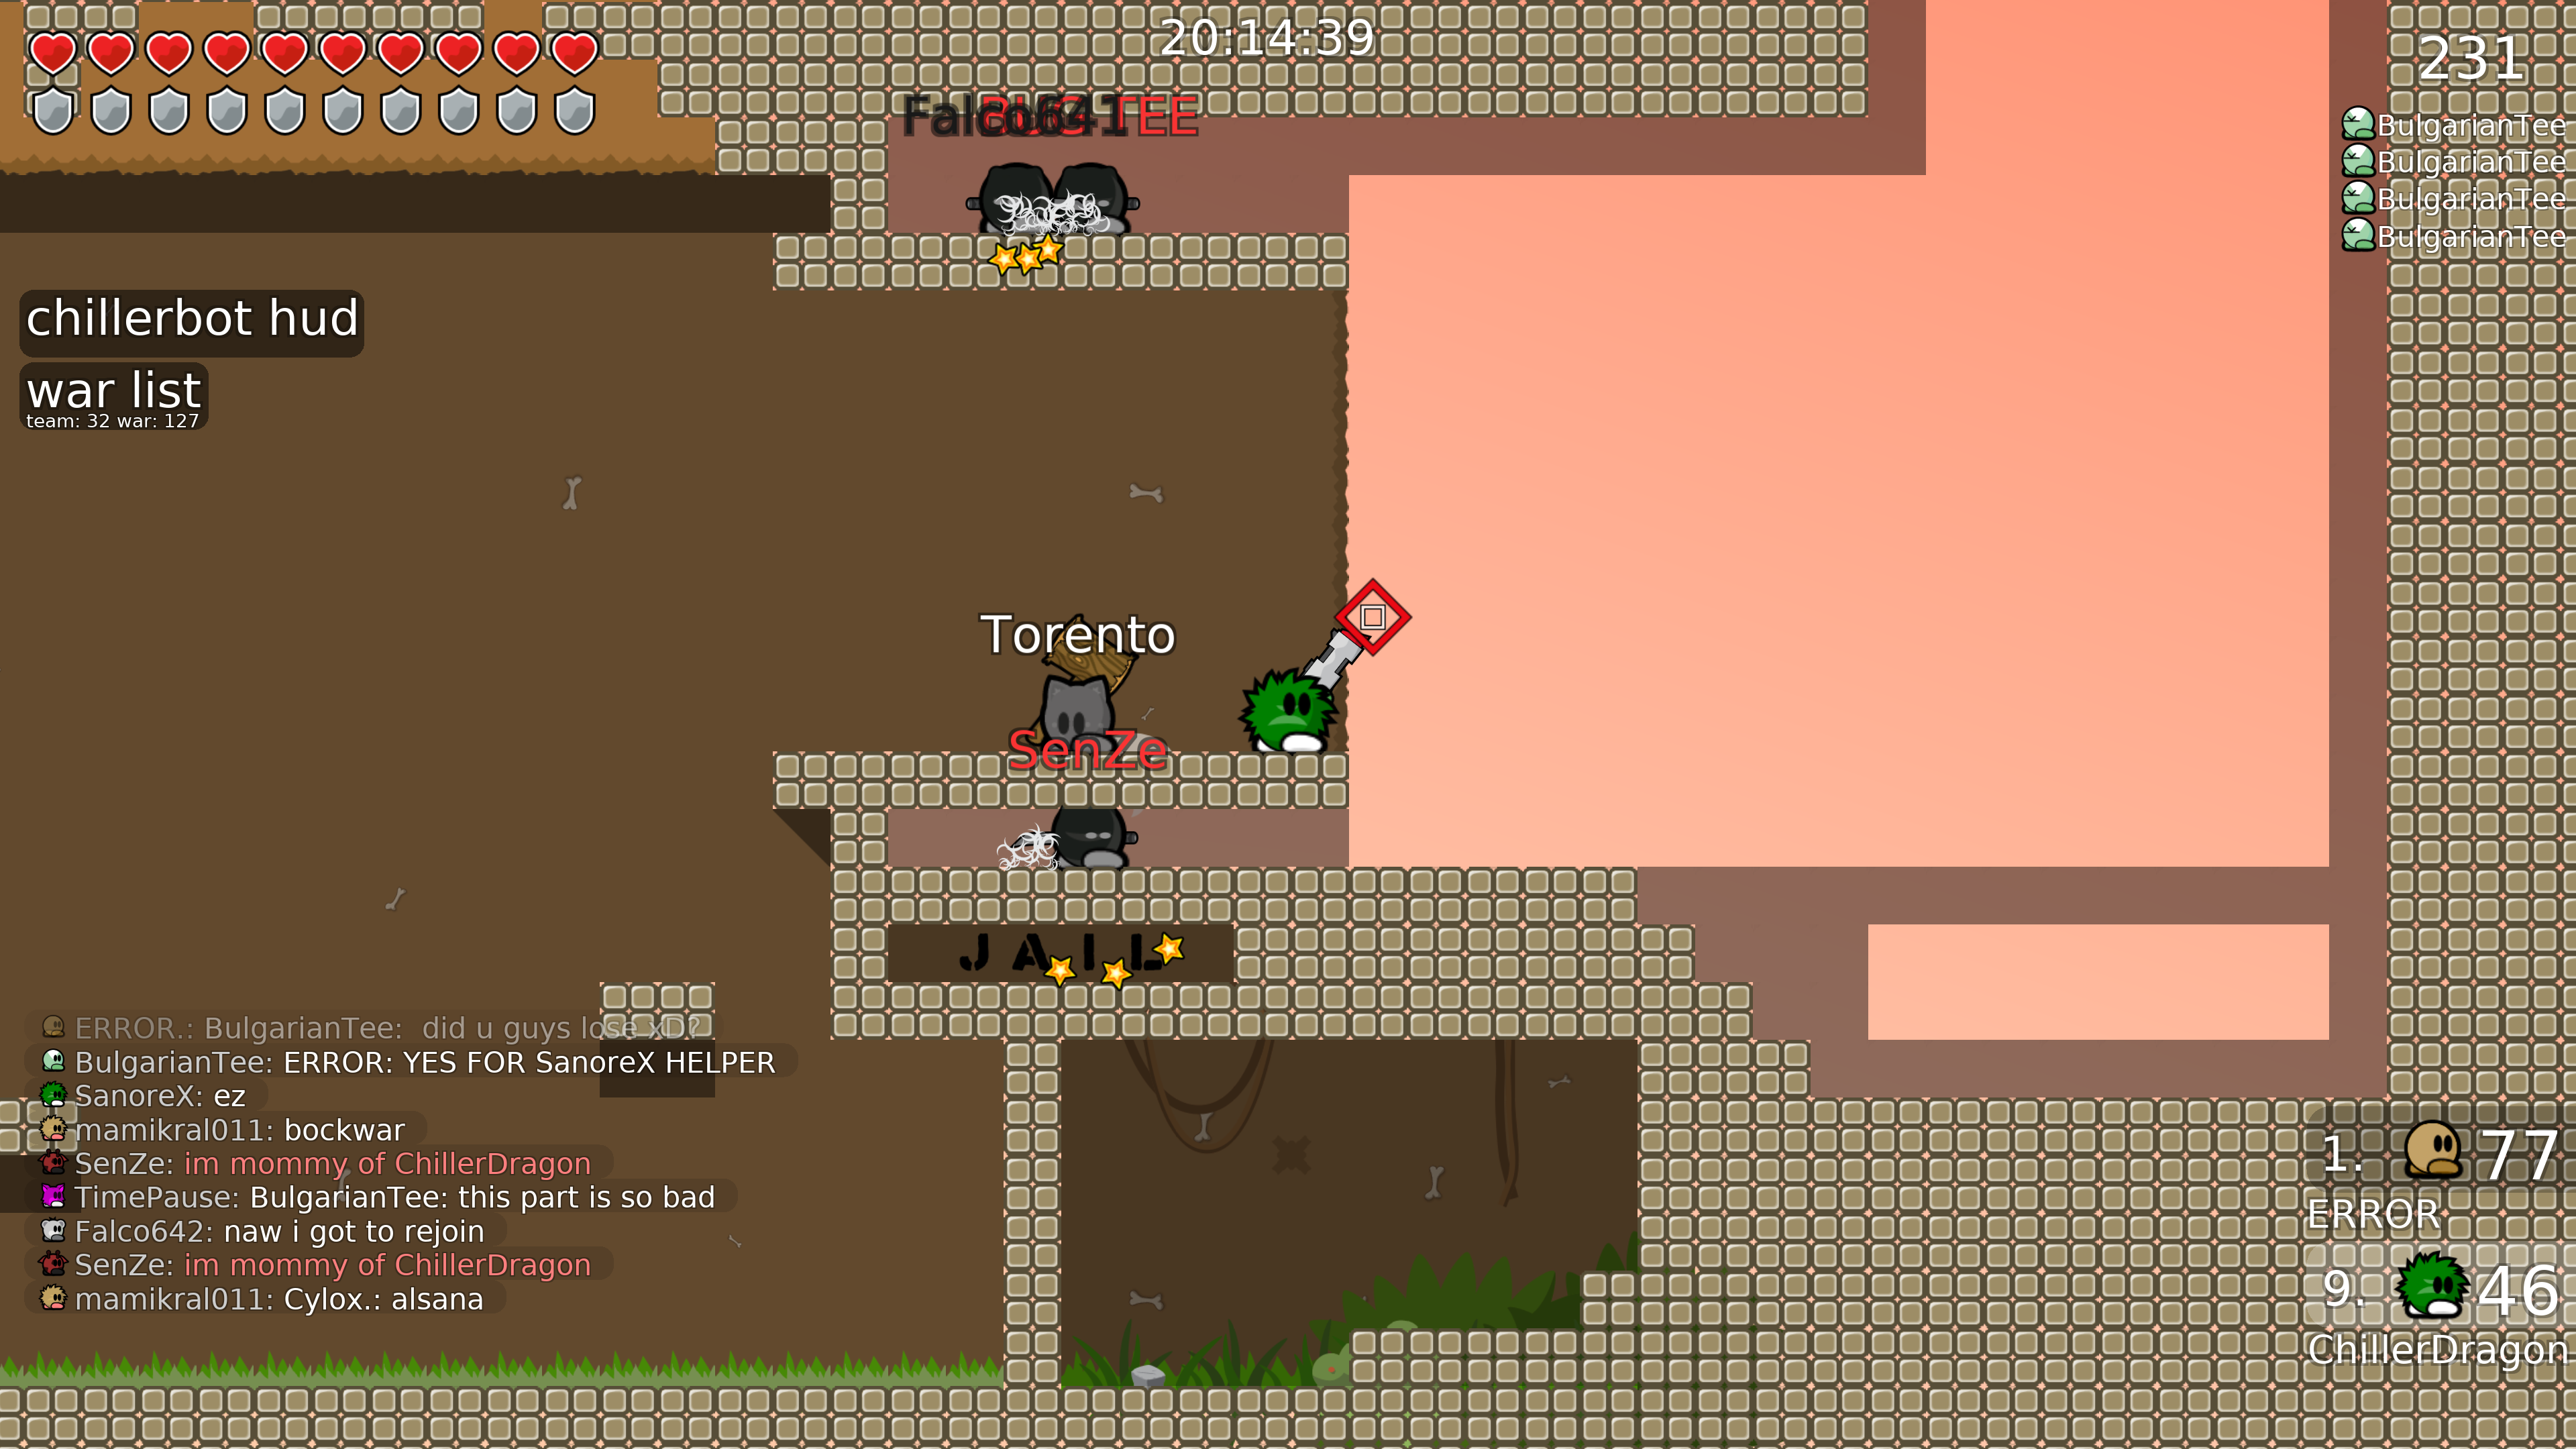 20:14:39
231
BulgarianTee
BulgarianTee
BulgarianTee
BulgarianTee
chillerbot hud
war list
team: 32 war: 127
Torento
SenZe
JAIL
ERROR.: BulgarianTee: did u guys lose xD?
BulgarianTee: ERROR: YES FOR SanoreX HELPER
SanoreX: ez
mamikral011: bockwar
SenZe: im mommy of ChillerDragon
TimePause: BulgarianTee: this part is so bad
Falco642: naw i got to rejoin
SenZe: im mommy of ChillerDragon
mamikral011: Cylox.: alsana
1. 77
ERROR
9. 46
ChillerDragon